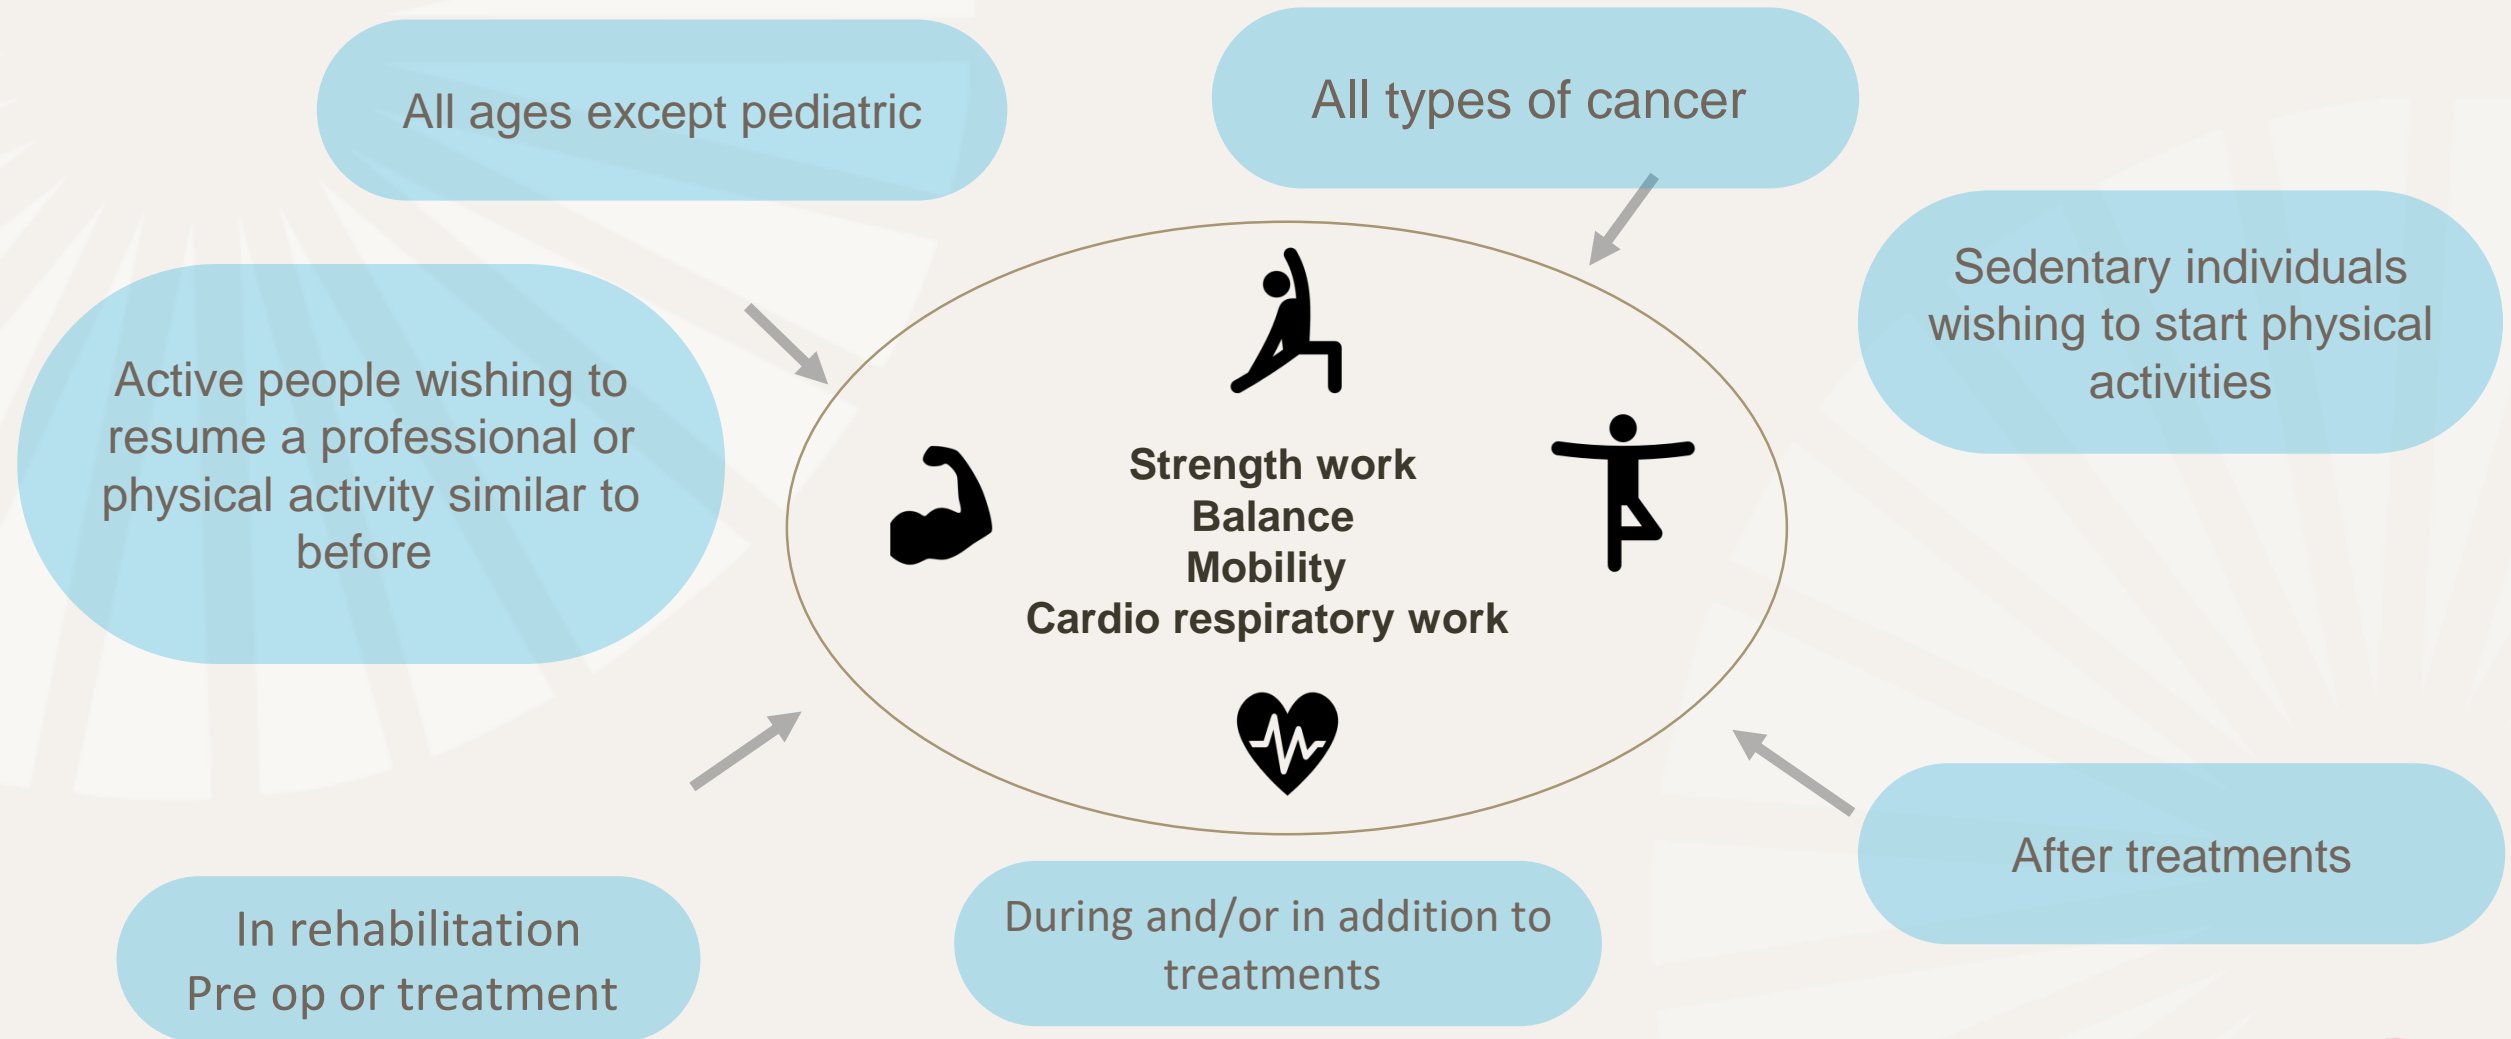 All ages except pediatric
All types of cancer
Sedentary individuals
wishing to start physical
activities
Active people wishing to
resume a professional or
physical activity similar to
before
Strength work
Balance
Mobility
Cardio respiratory work
After treatments
In rehabilitation
Pre op or treatment
During and/or in addition to
treatments